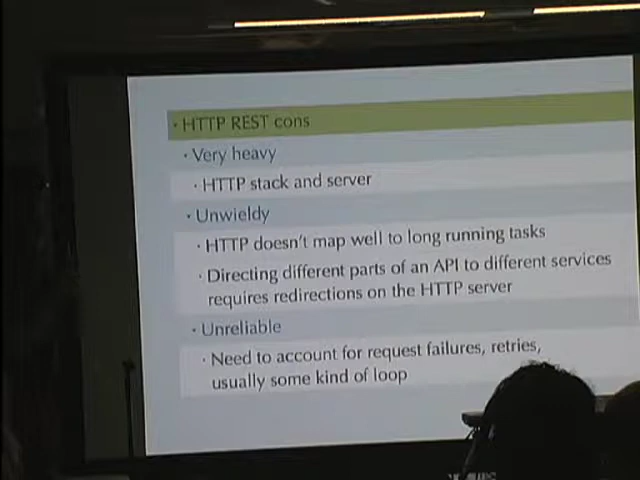 · HTTP REST cons
· Very heavy
· HTTP stack and server
· Unwieldy
· HTTP doesn't map well to long running tasks
· Directing different parts of an API to different services
requires redirections on the HTTP server
· Unreliable
· Need to account for request failures, retries,
usually some kind of loop